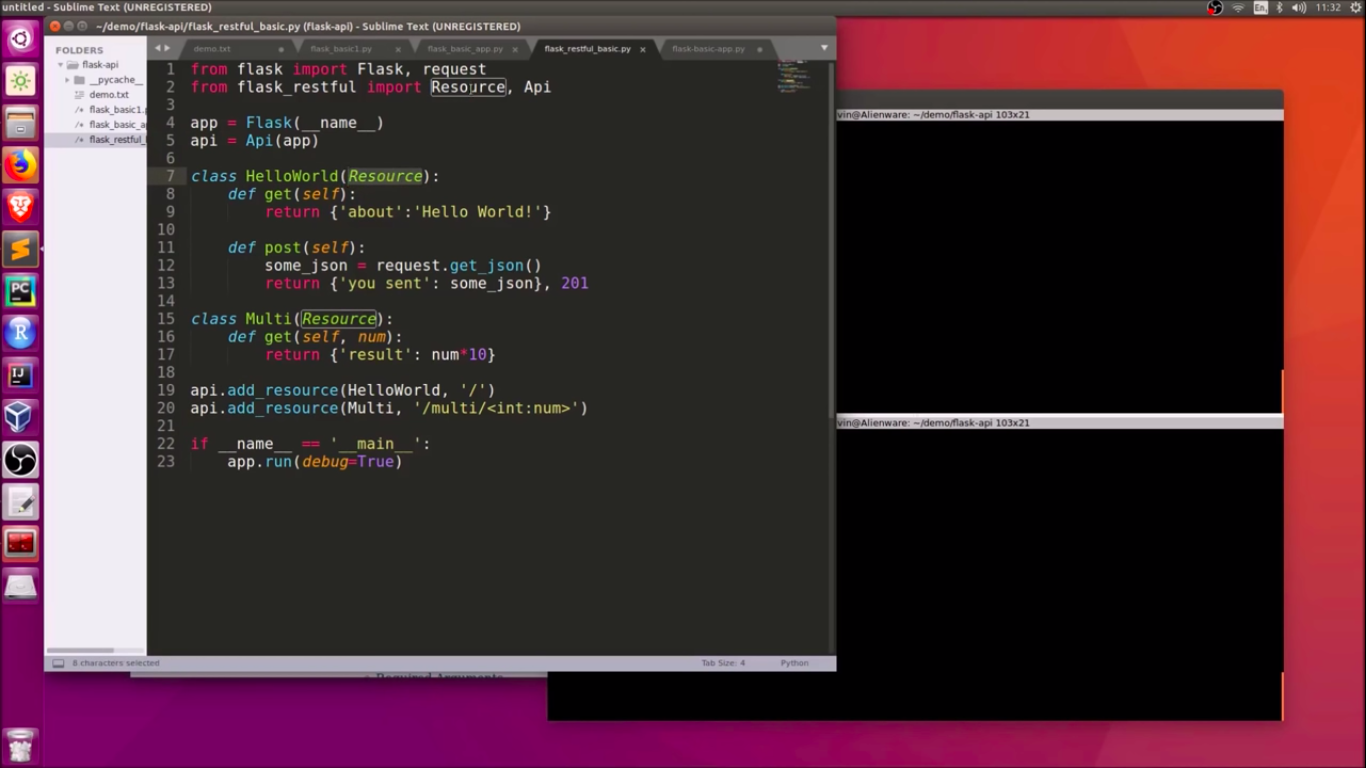 untitled - Sublime Text (UNREGISTERED)
En
11:32
~/demo/flask-api/flask_restful_basic.py (flask-api) - Sublime Text (UNREGISTERED)
FOLDERS
flask-api
__pycache__
demo.txt
flask_basic1.p
flask_basic_ap
flask_restful_b
demo.txt
flask_basic1.py
flask_basic_app.py
flask_restful_basic.py
flask-basic-app.py
1 from flask import Flask, request
2 from flask_restful import Resource, Api
3
4 app = Flask(__name__)
5 api = Api(app)
6
7 class HelloWorld(Resource):
8     def get(self):
9         return {'about':'Hello World!'}
10
11     def post(self):
12         some_json = request.get_json()
13         return {'you sent': some_json}, 201
14
15 class Multi(Resource):
16     def get(self, num):
17         return {'result': num*10}
18
19 api.add_resource(HelloWorld, '/')
20 api.add_resource(Multi, '/multi/<int:num>')
21
22 if __name__ == '__main__':
23     app.run(debug=True)
8 characters selected
Tab Size: 4
Python
vin@Alienware: ~/demo/flask-api 103x21
vin@Alienware: ~/demo/flask-api 103x21
Required Arguments
PC
R
IJ